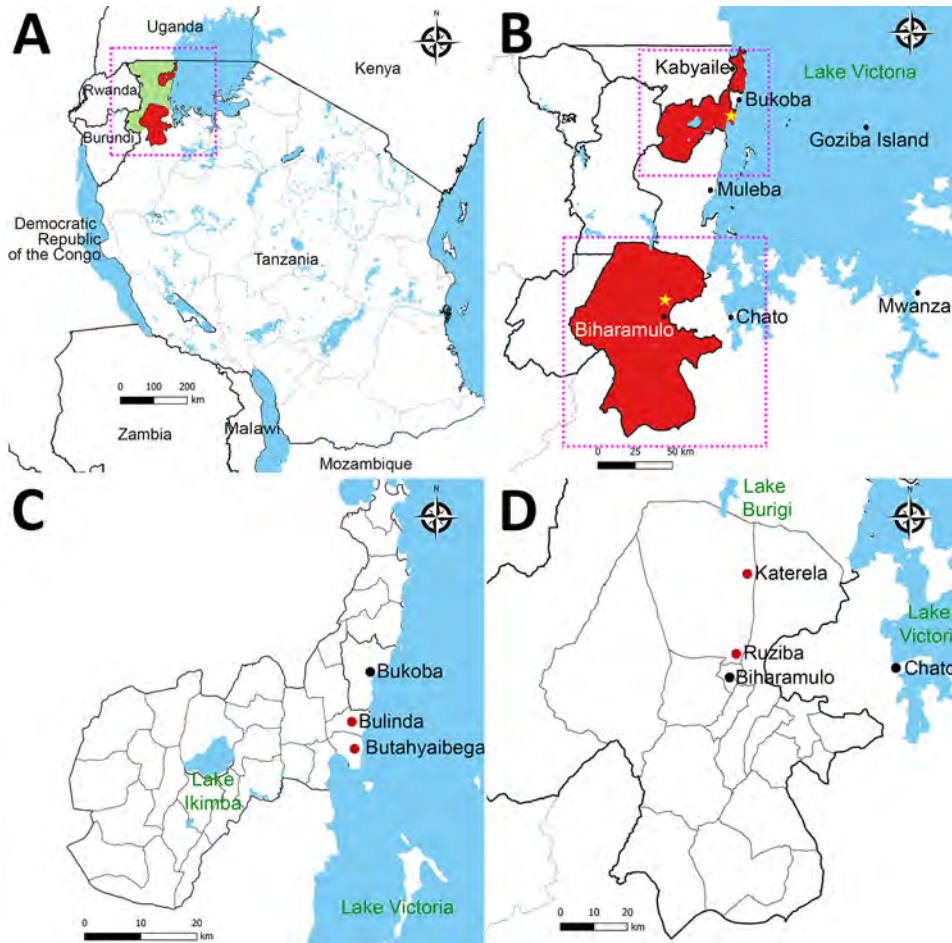 A
N
Uganda
Kenya
Rwanda
Burundi
Democratic
Republic
of the Congo
Tanzania
0 100 200
km
Zambia
Malawi
Mozambique
B
N
Kabyaile
Lake Victoria
Bukoba
Goziba Island
Muleba
Mwanza
Chato
Biharamulo
0 25 50 km
C
N
Bukoba
Bulinda
Butahyaibega
Lake
Ikimba
Lake Victoria
0 10 20
km
D
N
Lake
Burigi
Katerela
Lake
Victori
Ruziba
Chato
Biharamulo
0 10 20
km